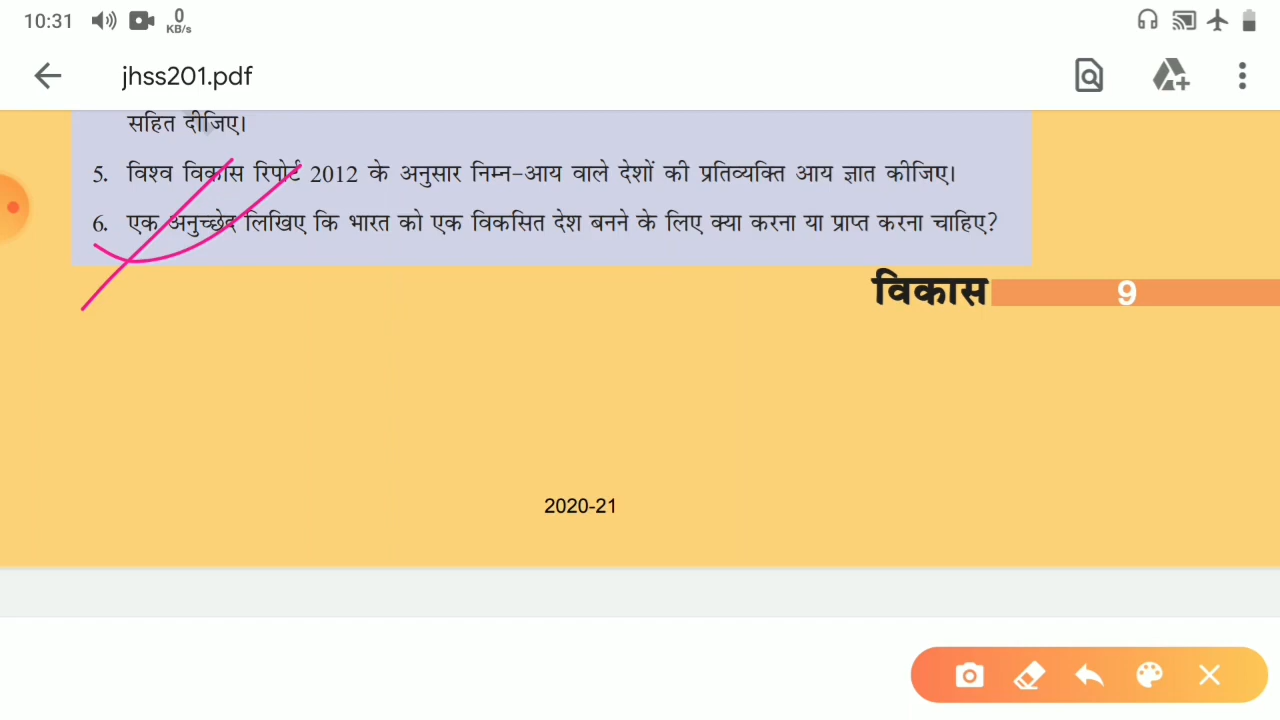 10:31 0 KB/s
jhss201.pdf
सहित दीजिए।
5. विश्व विकास रिपोर्ट 2012 के अनुसार निम्न-आय वाले देशों की प्रतिव्यक्ति आय ज्ञात कीजिए।
6. एक अनुच्छेद लिखिए कि भारत को एक विकसित देश बनने के लिए क्या करना या प्राप्त करना चाहिए?
विकास 9
2020-21